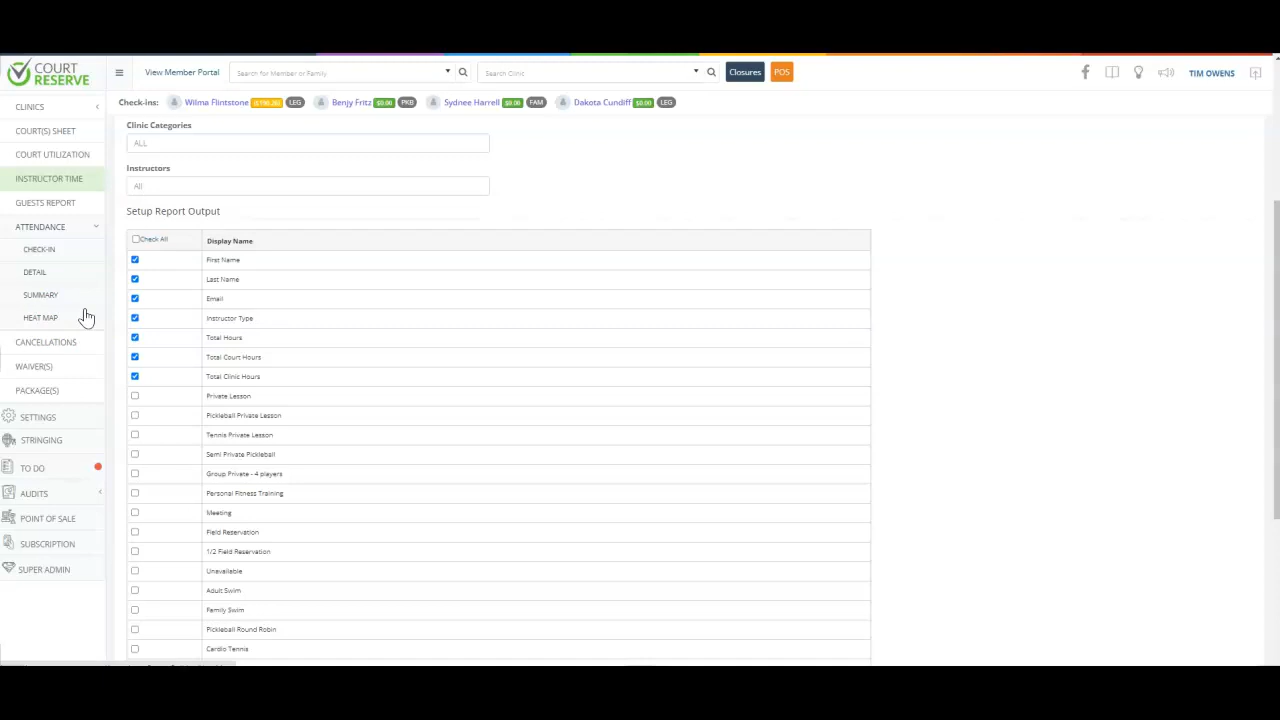 COURT
RESERVE
View Member Portal
Search for Member or Family
Search Clinic
Closures
POS
TIM OWENS
Check-ins:
Wilma Flintstone
LEG
Benjy Fritz $0.00 PKB
Sydnee Harrell $0.00 FAM
Dakota Cundiff $0.00 LEG
CLINICS
COURT(S) SHEET
COURT UTILIZATION
INSTRUCTOR TIME
GUESTS REPORT
ATTENDANCE
CHECK-IN
DETAIL
SUMMARY
HEAT MAP
CANCELLATIONS
WAIVER(S)
PACKAGE(S)
SETTINGS
STRINGING
TO DO
AUDITS
POINT OF SALE
SUBSCRIPTION
SUPER ADMIN
Clinic Categories
ALL
Instructors
All
Setup Report Output
Check All Display Name
First Name
Last Name
Email
Instructor Type
Total Hours
Total Court Hours
Total Clinic Hours
Private Lesson
Pickleball Private Lesson
Tennis Private Lesson
Semi Private Pickleball
Group Private - 4 players
Personal Fitness Training
Meeting
Field Reservation
1/2 Field Reservation
Unavailable
Adult Swim
Family Swim
Pickleball Round Robin
Cardio Tennis